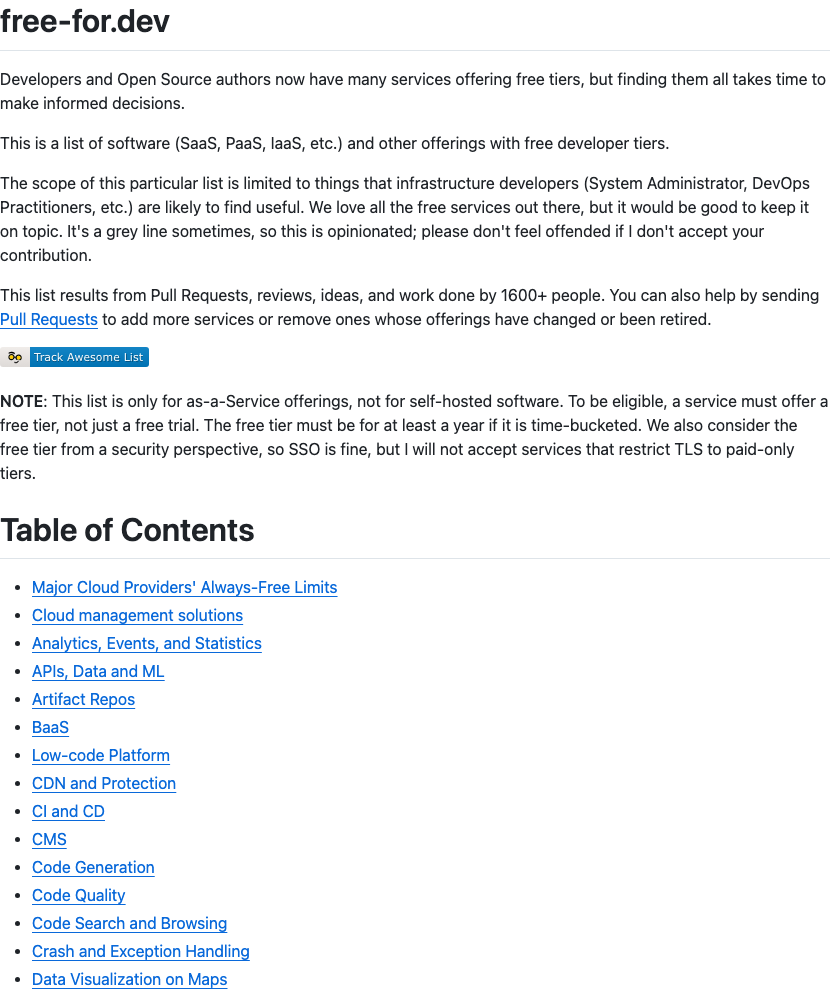 free-for.dev
Developers and Open Source authors now have many services offering free tiers, but finding them all takes time to
make informed decisions.
This is a list of software (SaaS, PaaS, IaaS, etc.) and other offerings with free developer tiers.
The scope of this particular list is limited to things that infrastructure developers (System Administrator, DevOps
Practitioners, etc.) are likely to find useful. We love all the free services out there, but it would be good to keep it
on topic. It's a grey line sometimes, so this is opinionated; please don't feel offended if I don't accept your
contribution.
This list results from Pull Requests, reviews, ideas, and work done by 1600+ people. You can also help by sending
Pull Requests to add more services or remove ones whose offerings have changed or been retired.
Track Awesome List
NOTE: This list is only for as-a-Service offerings, not for self-hosted software. To be eligible, a service must offer a
free tier, not just a free trial. The free tier must be for at least a year if it is time-bucketed. We also consider the
free tier from a security perspective, so SSO is fine, but I will not accept services that restrict TLS to paid-only
tiers.
Table of Contents
• Major Cloud Providers' Always-Free Limits
• Cloud management solutions
• Analytics, Events, and Statistics
• APIs, Data and ML
• Artifact Repos
• BaaS
• Low-code Platform
• CDN and Protection
• CI and CD
• CMS
• Code Generation
• Code Quality
• Code Search and Browsing
• Crash and Exception Handling
• Data Visualization on Maps